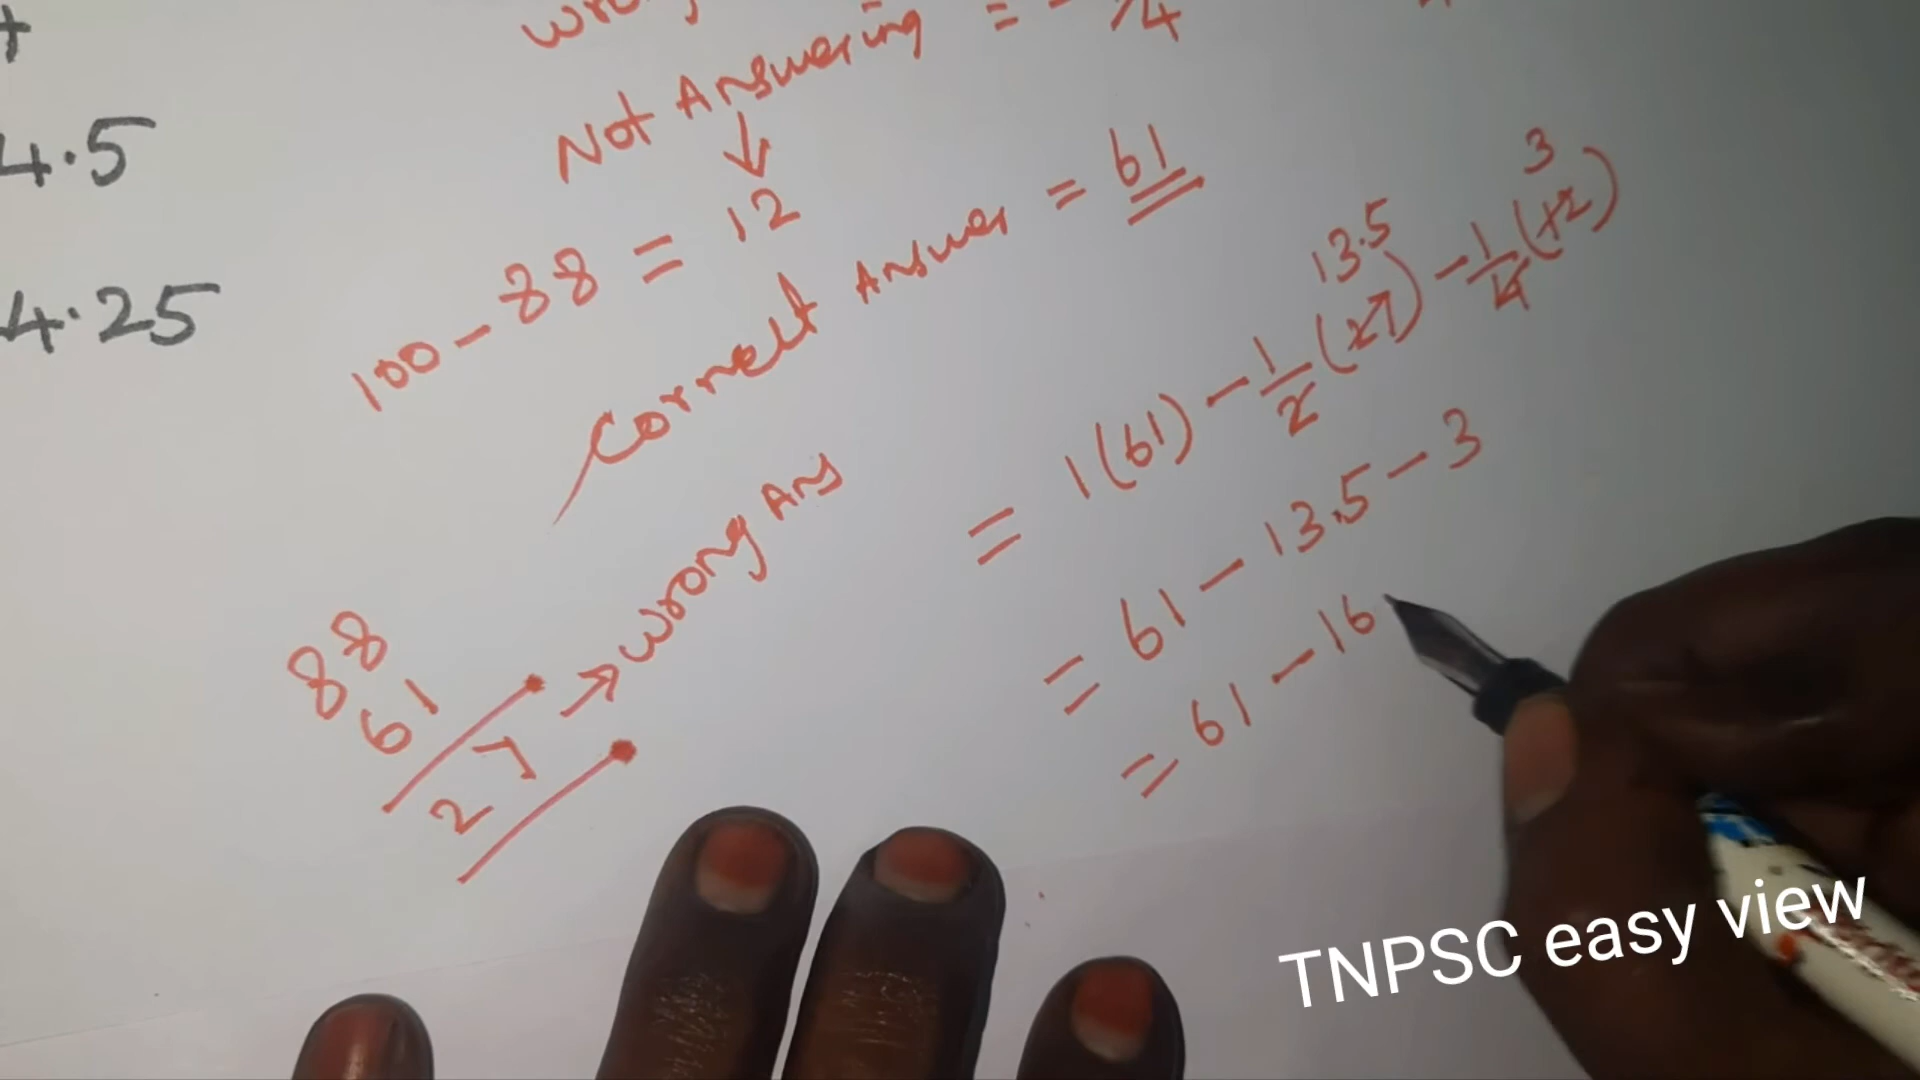 4.5
4.25
Not Answering = - 1/4
100 - 88 = 12
Correct Answer = 61
88
61
27 → Wrong Ans
= 1(61) - 1/2 (27) 13.5 - 1/4 (12) 3
= 61 - 13.5 - 3
= 61 - 16
TNPSC easy view